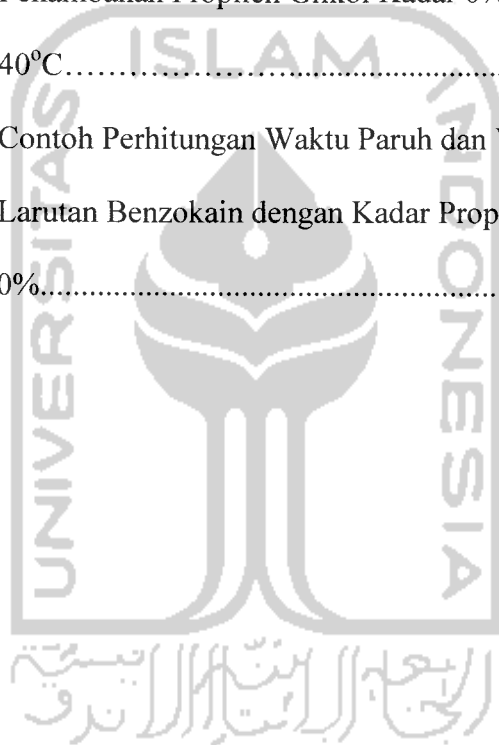 Penambahan Propilen Glikol Kadar 0%
40°C
Contoh Perhitungan Waktu Paruh dan
Larutan Benzokain dengan Kadar Prop
0%
ISLAM
UNIVERSITAS
INDONESIA